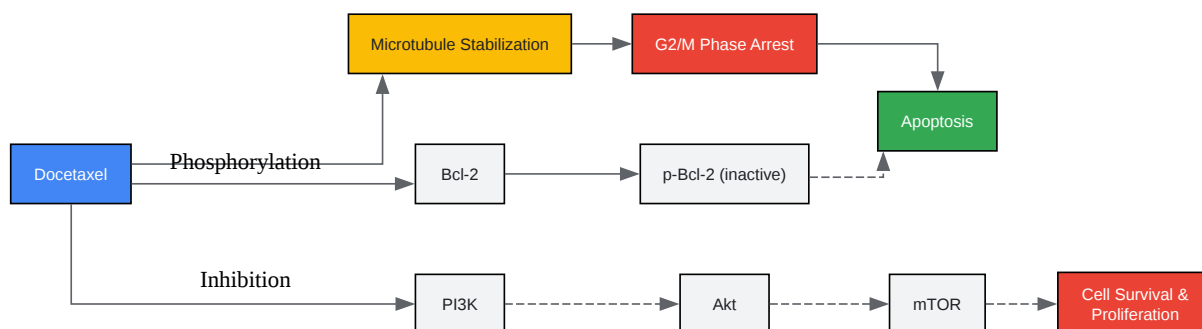 Microtubule Stabilization
G2/M Phase Arrest
Apoptosis
Phosphorylation
Docetaxel
Bcl-2
p-Bcl-2 (inactive)
Inhibition
PI3K
Akt
mTOR
Cell Survival &
Proliferation